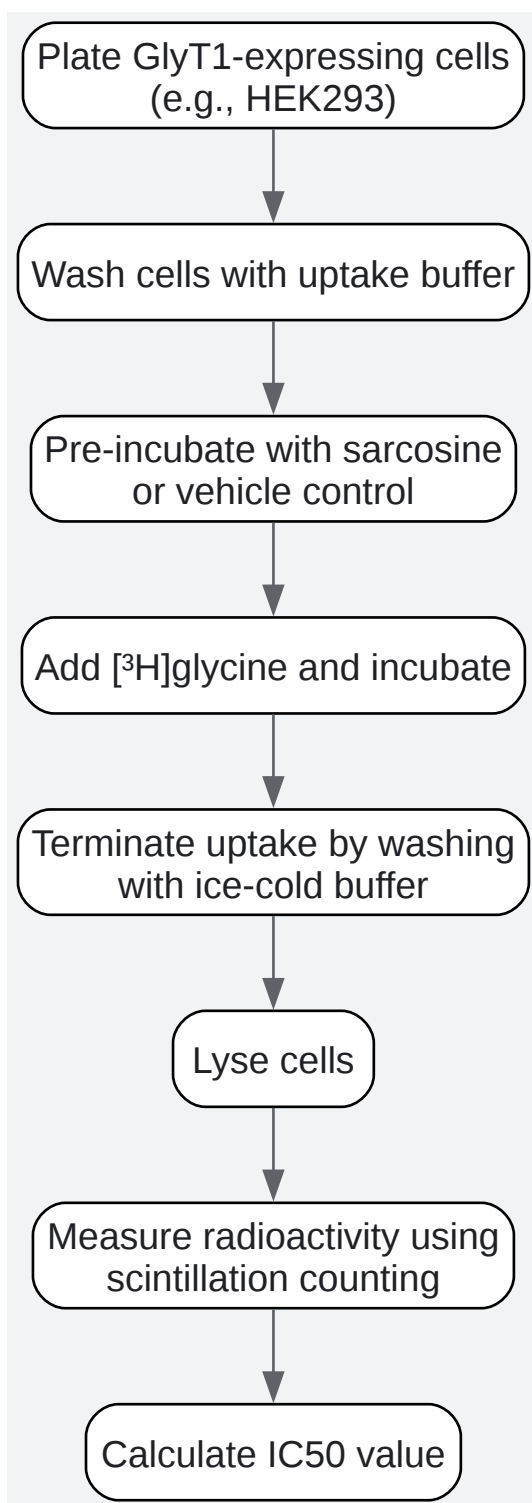 Plate GlyT1-expressing cells
(e.g., HEK293)
Wash cells with uptake buffer
Pre-incubate with sarcosine
or vehicle control
Add [³H]glycine and incubate
Terminate uptake by washing
with ice-cold buffer
Lyse cells
Measure radioactivity using
scintillation counting
Calculate IC50 value